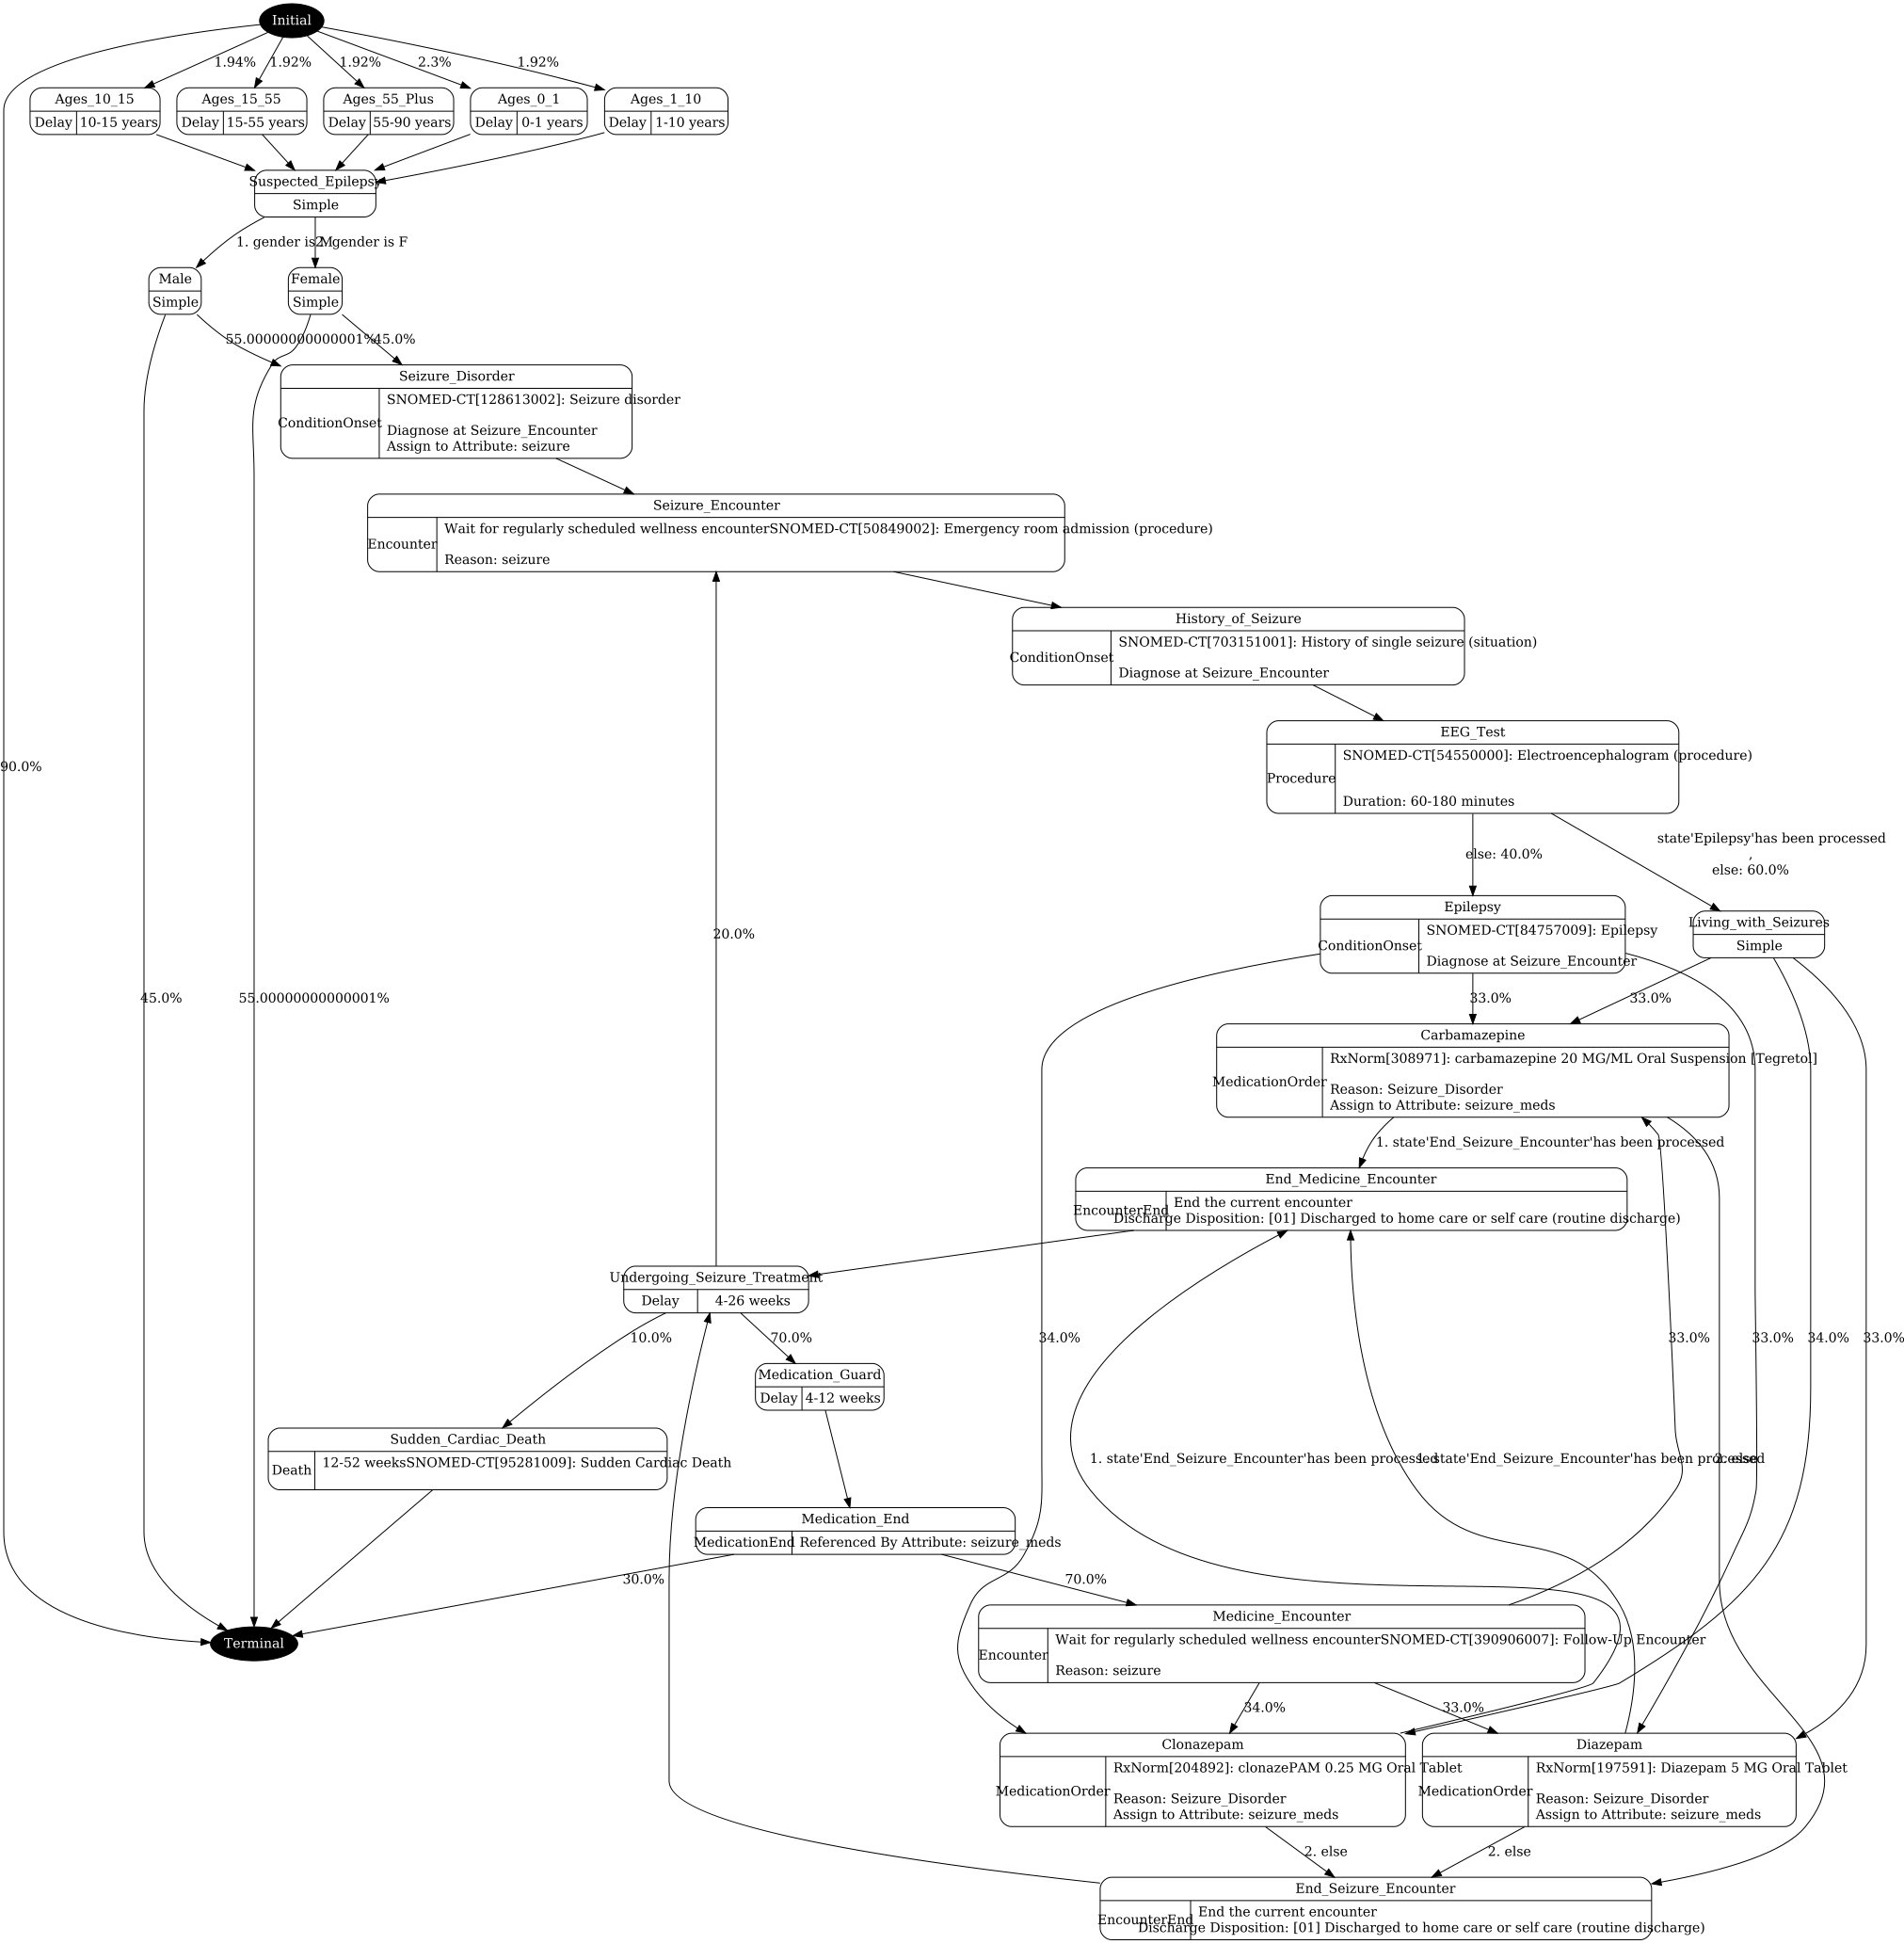 Initial
1.94%
1.92%
1.92%
2.3%
1.92%
Ages_10_15
Delay
10-15 years
Ages_15_55
Delay
15-55 years
Ages_55_Plus
Delay
55-90 years
Ages_0_1
Delay
0-1 years
Ages_1_10
Delay
1-10 years
Suspected_Epilepsy
Simple
1. gender is M
2. gender is F
Male
Simple
Female
Simple
55.00000000000001%
45.0%
Seizure_Disorder
ConditionOnset
SNOMED-CT[128613002]: Seizure disorder
Diagnose at Seizure_Encounter
Assign to Attribute: seizure
Seizure_Encounter
Encounter
Wait for regularly scheduled wellness encounterSNOMED-CT[50849002]: Emergency room admission (procedure)
Reason: seizure
History_of_Seizure
ConditionOnset
SNOMED-CT[703151001]: History of single seizure (situation)
Diagnose at Seizure_Encounter
EEG_Test
Procedure
SNOMED-CT[54550000]: Electroencephalogram (procedure)
Duration: 60-180 minutes
90.0%
else: 40.0%
state'Epilepsy'has been processed
,
else: 60.0%
Epilepsy
ConditionOnset
SNOMED-CT[84757009]: Epilepsy
Diagnose at Seizure_Encounter
Living_with_Seizures
Simple
20.0%
45.0%
55.00000000000001%
33.0%
33.0%
Carbamazepine
MedicationOrder
RxNorm[308971]: carbamazepine 20 MG/ML Oral Suspension [Tegretol]
Reason: Seizure_Disorder
Assign to Attribute: seizure_meds
1. state'End_Seizure_Encounter'has been processed
End_Medicine_Encounter
EncounterEnd
End the current encounter
Discharge Disposition: [01] Discharged to home care or self care (routine discharge)
Undergoing_Seizure_Treatment
Delay
4-26 weeks
10.0%
70.0%
34.0%
33.0%
33.0%
34.0%
33.0%
Medication_Guard
Delay
4-12 weeks
Sudden_Cardiac_Death
Death
12-52 weeksSNOMED-CT[95281009]: Sudden Cardiac Death
1. state'End_Seizure_Encounter'has been processed
1. state'End_Seizure_Encounter'has been processed
2. else
Medication_End
MedicationEnd
Referenced By Attribute: seizure_meds
30.0%
70.0%
Terminal
Medicine_Encounter
Encounter
Wait for regularly scheduled wellness encounterSNOMED-CT[390906007]: Follow-Up Encounter
Reason: seizure
34.0%
33.0%
Clonazepam
MedicationOrder
RxNorm[204892]: clonazePAM 0.25 MG Oral Tablet
Reason: Seizure_Disorder
Assign to Attribute: seizure_meds
Diazepam
MedicationOrder
RxNorm[197591]: Diazepam 5 MG Oral Tablet
Reason: Seizure_Disorder
Assign to Attribute: seizure_meds
2. else
2. else
End_Seizure_Encounter
EncounterEnd
End the current encounter
Discharge Disposition: [01] Discharged to home care or self care (routine discharge)